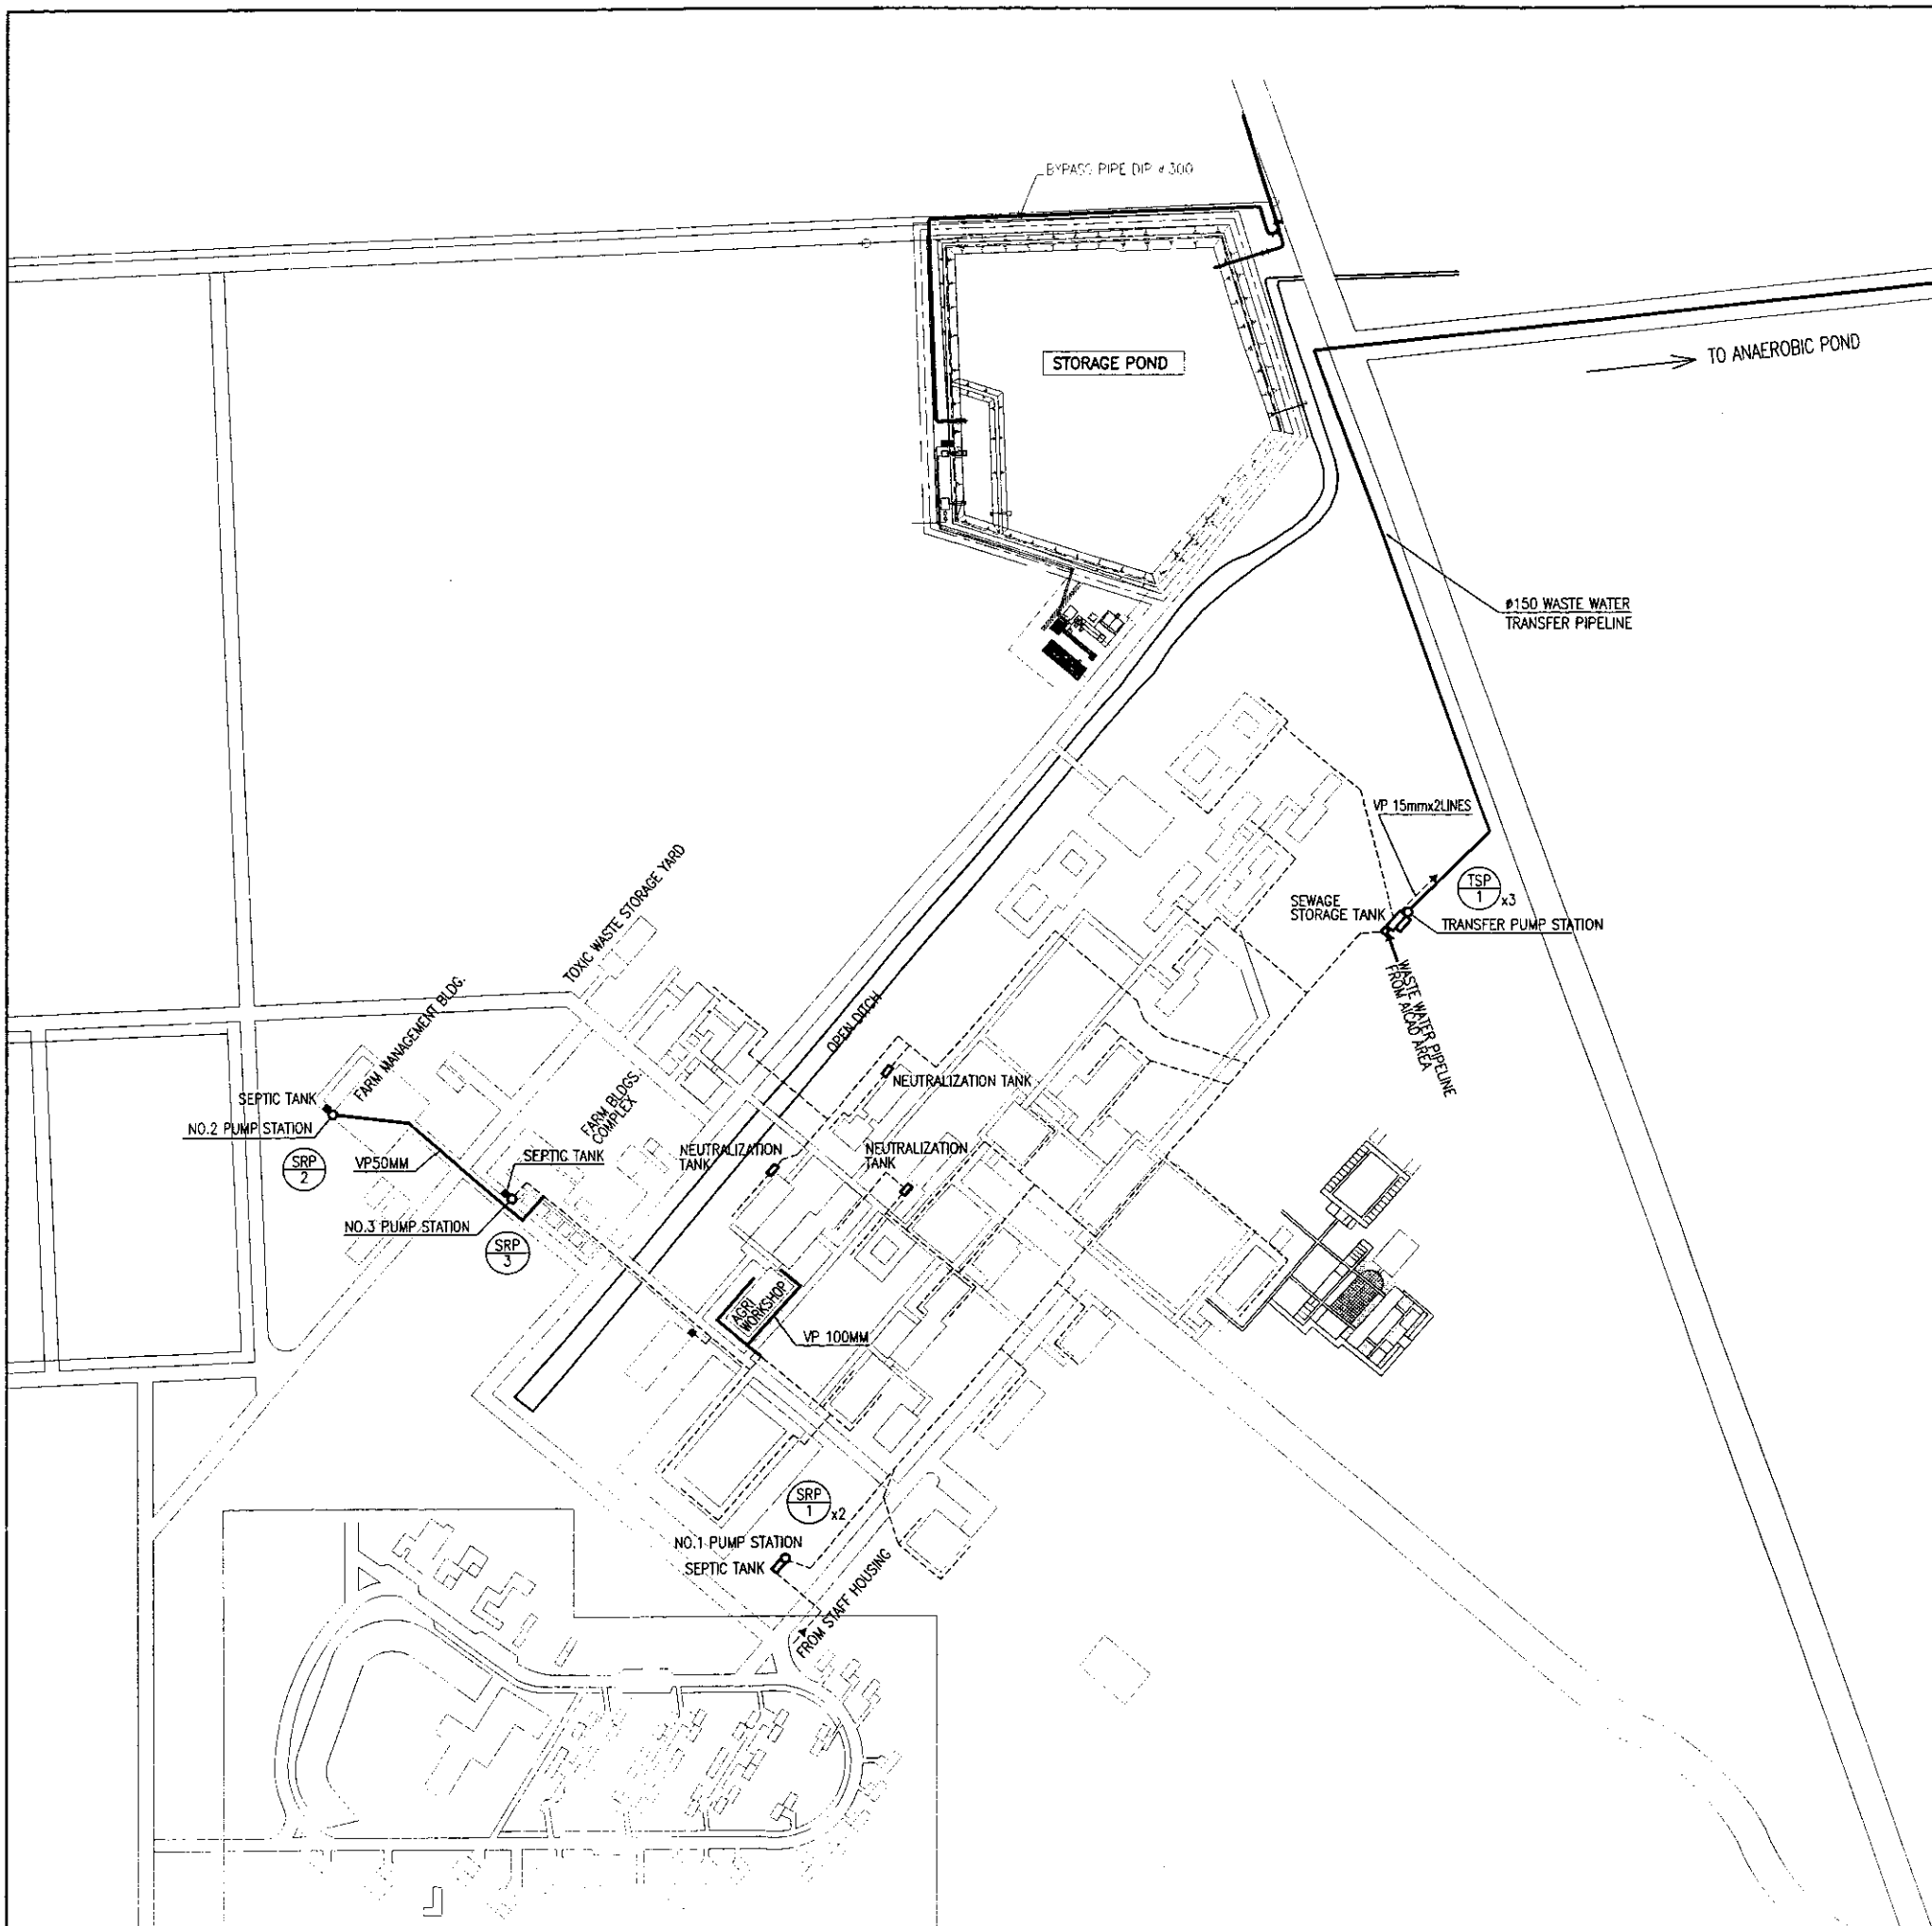 BYPASS PIPE DIP ø 300
STORAGE POND
TO ANAEROBIC POND
ø150 WASTE WATER
TRANSFER PIPELINE
VP 15mmx2LINES
TSP
1
x3
SEWAGE
STORAGE TANK
TRANSFER PUMP STATION
WASTE WATER PIPELINE
FROM AICAD AREA
TOXIC WASTE STORAGE YARD
OPEN DITCH
FARM MANAGEMENT BLDG.
SEPTIC TANK
NO.2 PUMP STATION
SRP
2
VP50MM
FARM BLDGS.
COMPLEX
SEPTIC TANK
NO.3 PUMP STATION
SRP
3
NEUTRALIZATION TANK
NEUTRALIZATION
TANK
NEUTRALIZATION
TANK
AGRI
WORKSHOP
VP 100MM
SRP
1
x2
NO.1 PUMP STATION
SEPTIC TANK
FROM STAFF HOUSING